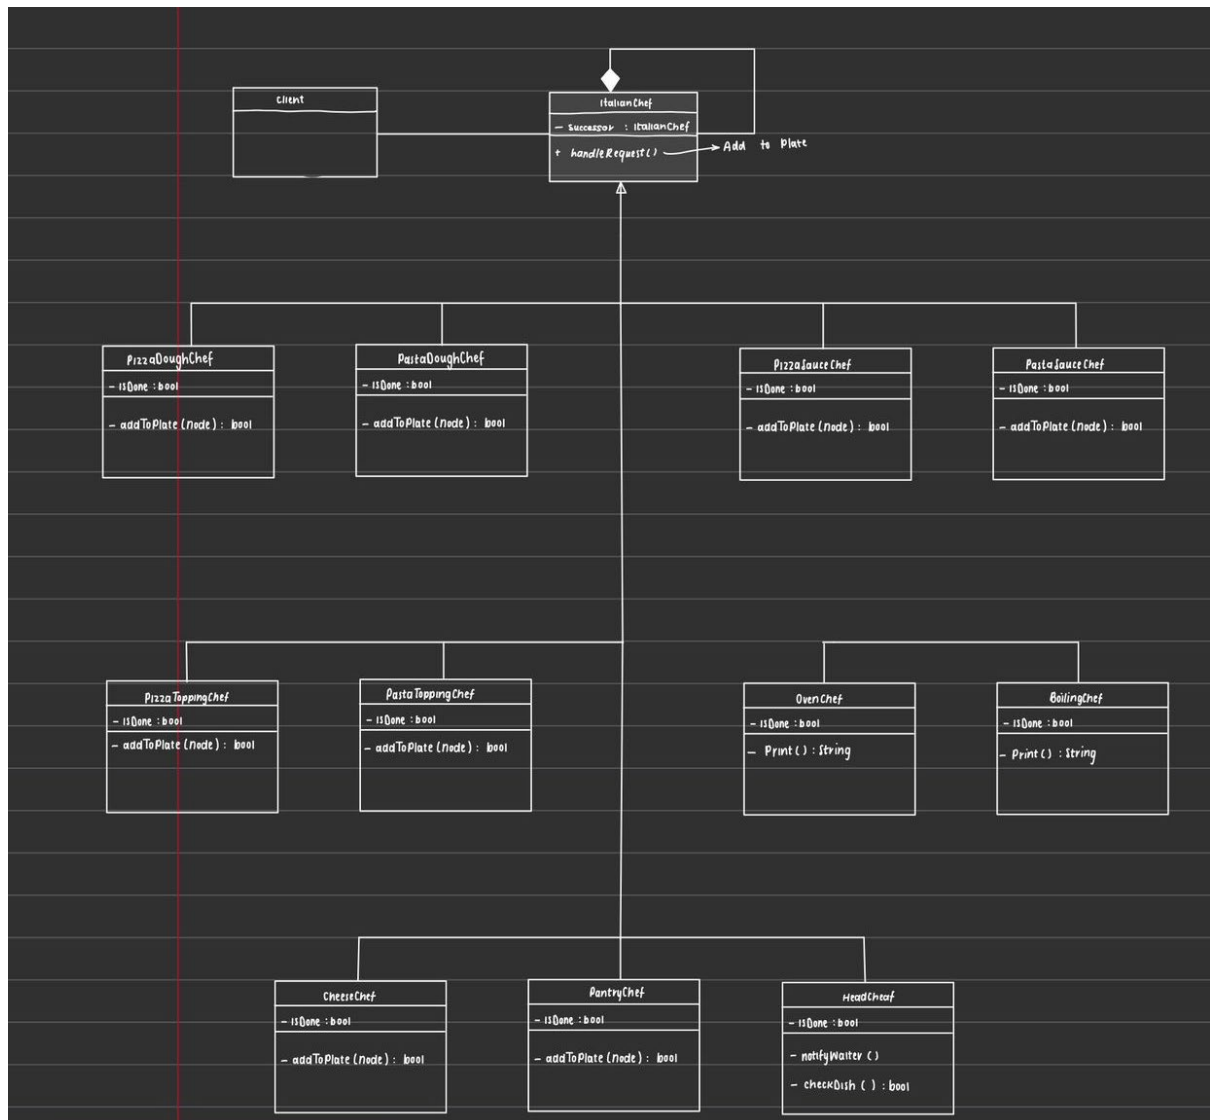 Client
ItalianChef
- Successor : ItalianChef
+ handleRequest() → Add to Plate
PizzaDoughChef
- isDone : bool
- addToPlate (node) : bool
PastaDoughChef
- isDone : bool
- addToPlate (node) : bool
PizzaSauceChef
- isDone : bool
- addToPlate (node) : bool
PastaSauceChef
- isDone : bool
- addToPlate (node) : bool
PizzaToppingChef
- isDone : bool
- addToPlate (node) : bool
PastaToppingChef
- isDone : bool
- addToPlate (node) : bool
OvenChef
- isDone : bool
- Print() : String
BoilingChef
- isDone : bool
- Print() : String
CheeseChef
- isDone : bool
- addToPlate (node) : bool
PantryChef
- isDone : bool
- addToPlate (node) : bool
HeadCheaf
- isDone : bool
- notifyWaiter ()
- checkDish ( ) : bool